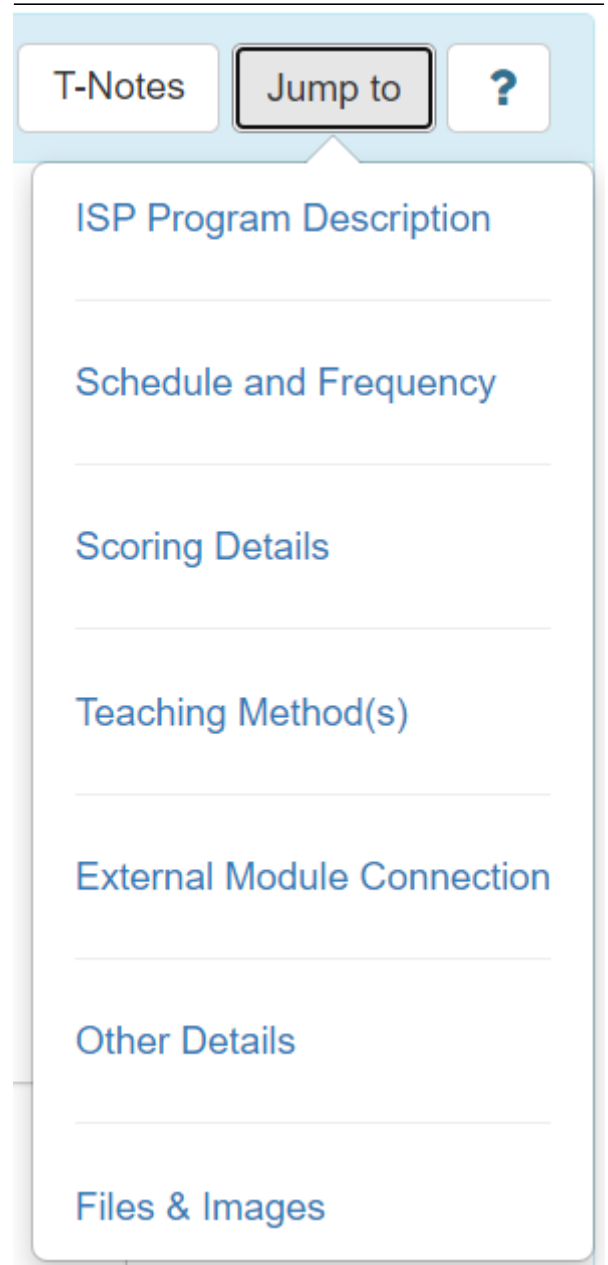 T-Notes Jump to ?
ISP Program Description
Schedule and Frequency
Scoring Details
Teaching Method(s)
External Module Connection
Other Details
Files & Images